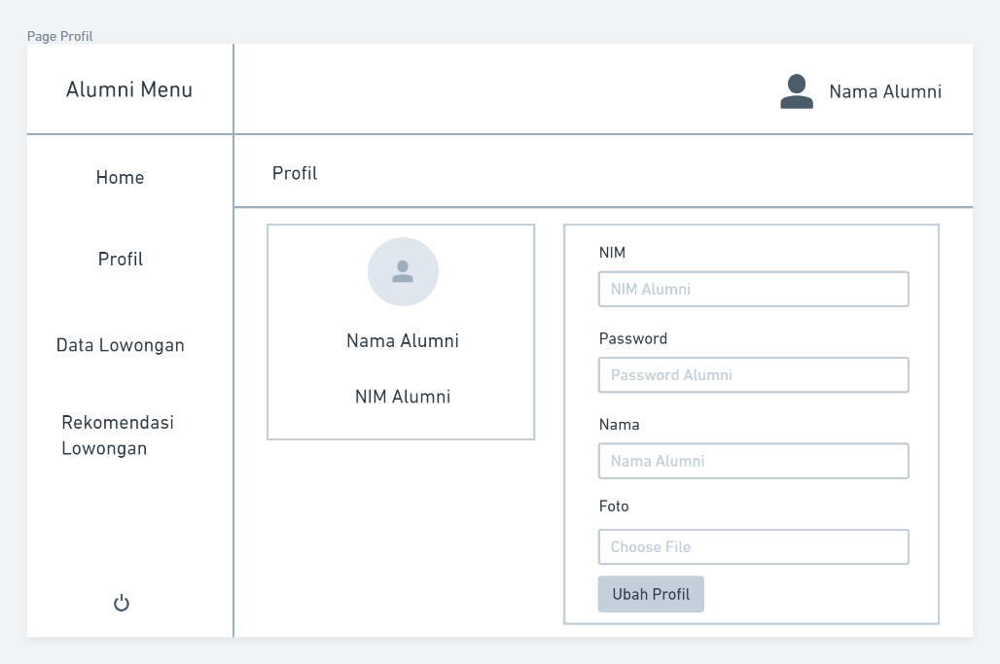 Page Profil
Alumni Menu
Nama Alumni
Home
Profil
Data Lowongan
Rekomendasi
Lowongan
Profil
Nama Alumni
NIM Alumni
NIM
NIM Alumni
Password
Password Alumni
Nama
Nama Alumni
Foto
Choose File
Ubah Profil